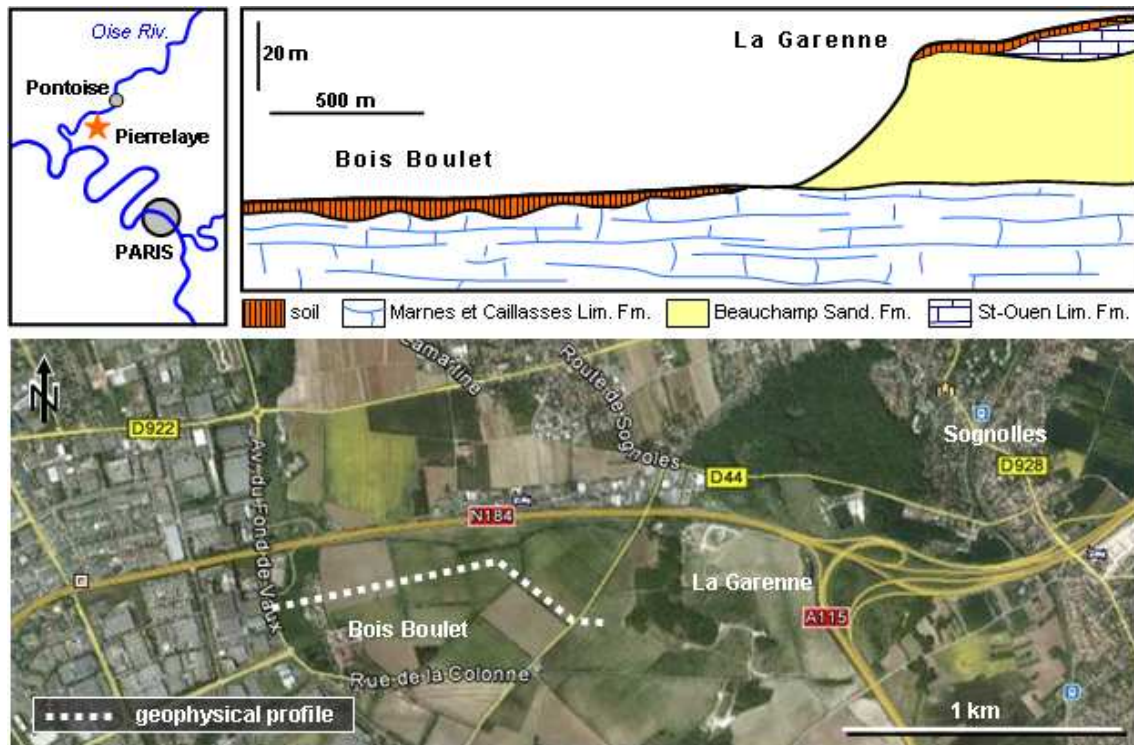 Oise Riv.
Pontoise
Pierrelaye
PARIS
20 m
500 m
La Garenne
Bois Boulet
soil
Marnes et Caillasses Lim. Fm.
Beauchamp Sand. Fm.
St-Ouen Lim. Fm.
N
Lamartine
Route de Sognoles
D922
Av. du Fond de Vaux
Sognolles
D928
D44
N184
La Garenne
A115
Bois Boulet
Rue de la Colonne
geophysical profile
1 km